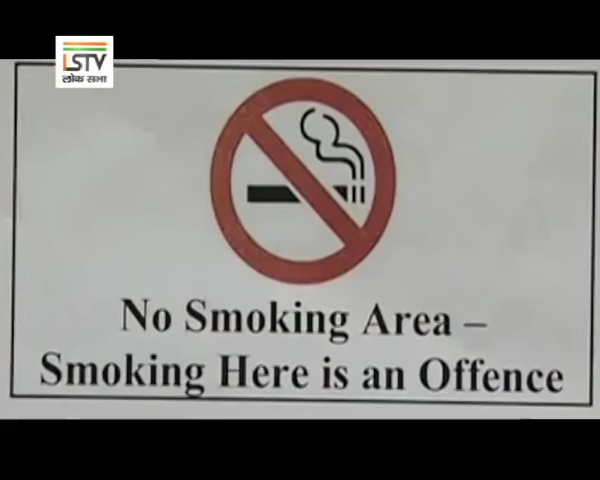 LSTV
लोक सभा
No Smoking Area –
Smoking Here is an Offence